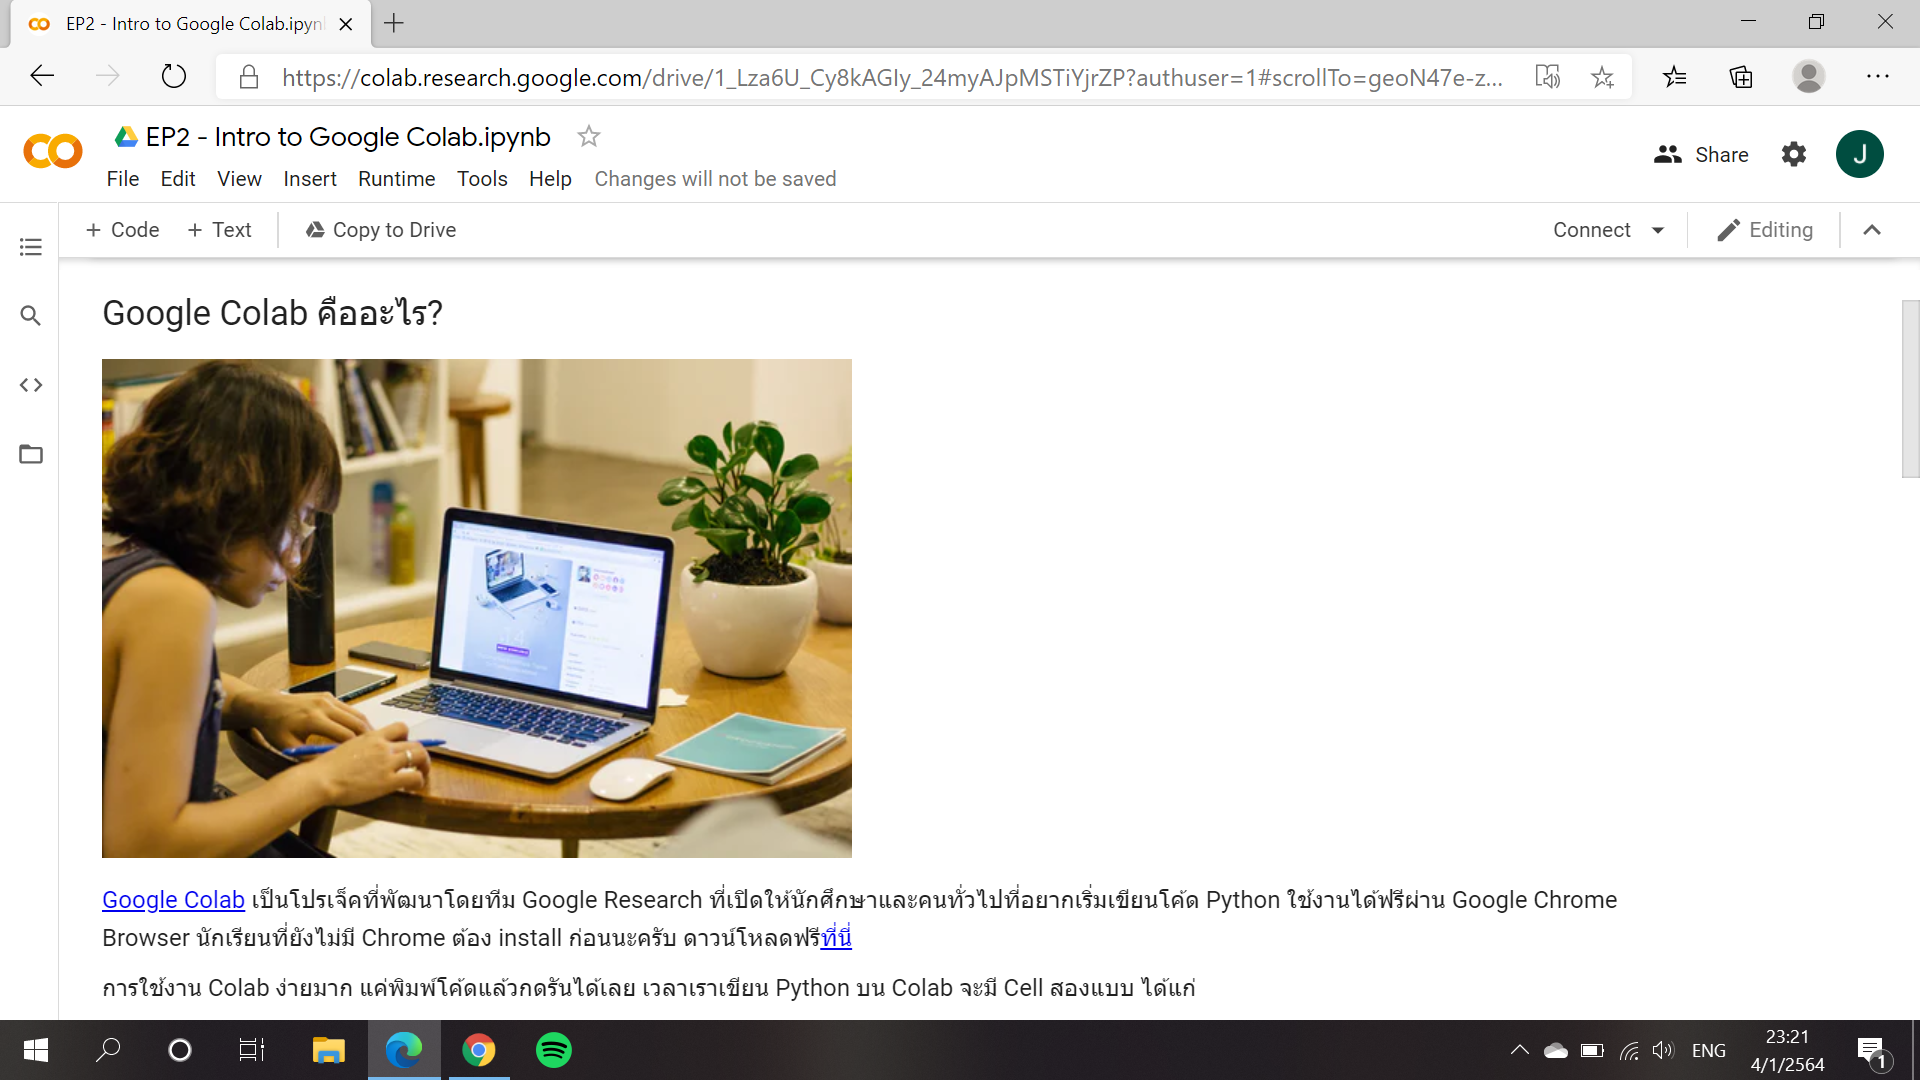 EP2 - Intro to Google Colab.ipyn
https://colab.research.google.com/drive/1_Lza6U_Cy8kAGIy_24myAJpMSTiYjrZP?authuser=1#scrollTo=geoN47e-z...
EP2 - Intro to Google Colab.ipynb
Share
J
File Edit View Insert Runtime Tools Help Changes will not be saved
+ Code + Text Copy to Drive Connect Editing
Google Colab คืออะไร?
Google Colab เป็นโปรเจ็คที่พัฒนาโดยทีม Google Research ที่เปิดให้นักศึกษาและคนทั่วไปที่อยากเริ่มเขียนโค้ด Python ใช้งานได้ฟรีผ่าน Google Chrome
Browser นักเรียนที่ยังไม่มี Chrome ต้อง install ก่อนนะครับ ดาวน์โหลดฟรีที่นี่
การใช้งาน Colab ง่ายมาก แค่พิมพ์โค้ดแล้วกดรันได้เลย เวลาเราเขียน Python บน Colab จะมี Cell สองแบบ ได้แก่
ENG
23:21
4/1/2564
1